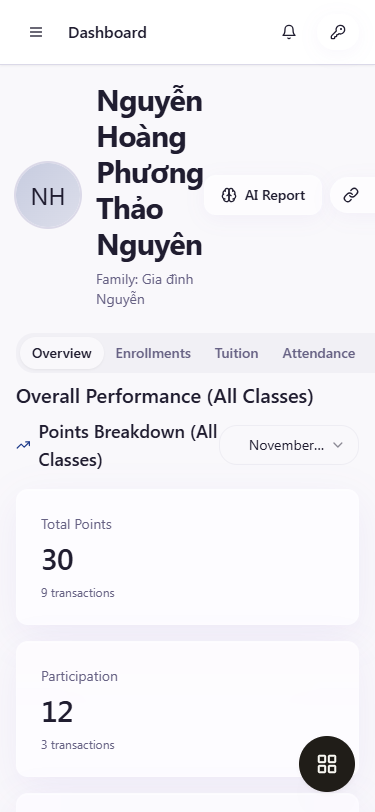 Dashboard
NH
Nguyễn
Hoàng
Phương
Thảo
Nguyên
Family: Gia đình
Nguyễn
AI Report
Overview
Enrollments
Tuition
Attendance
Overall Performance (All Classes)
Points Breakdown (All
Classes)
November...
Total Points
30
9 transactions
Participation
12
3 transactions